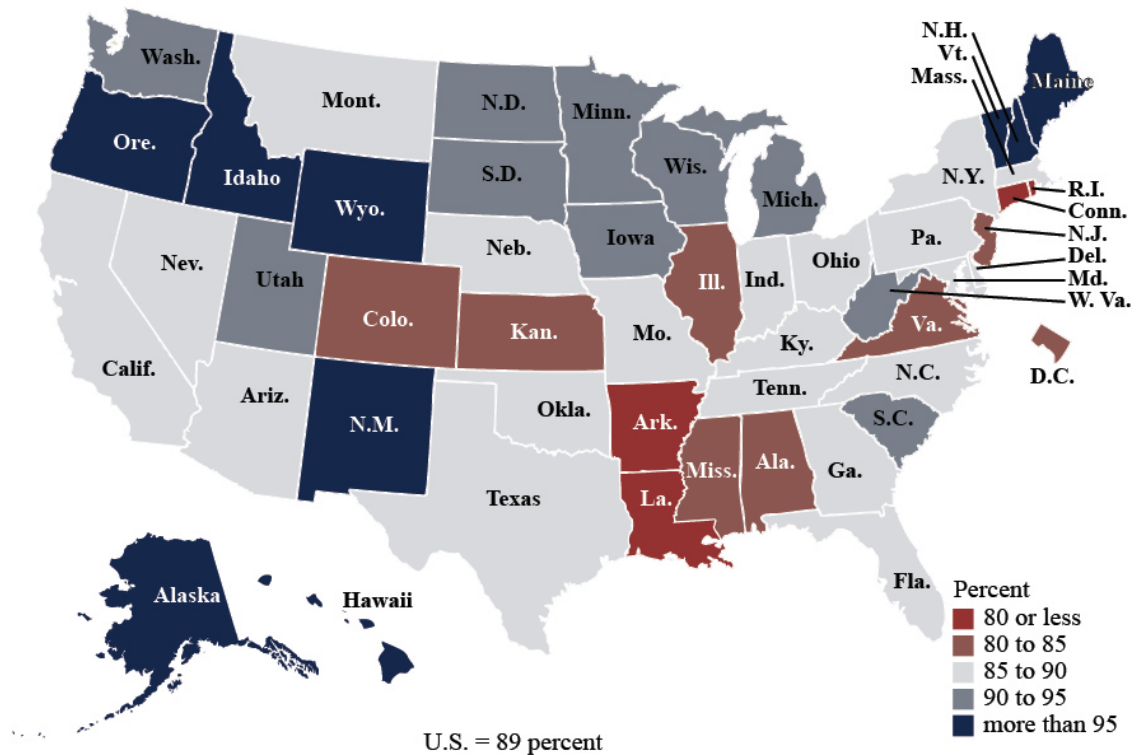 N.H.
Vt.
Mass.
Maine
Wash.
Mont.
N.D.
Minn.
Ore.
Idaho
S.D.
Wis.
Mich.
N.Y.
R.I.
Conn.
N.J.
Del.
Md.
W. Va.
Wyo.
Neb.
Iowa
Pa.
Nev.
Utah
Colo.
Kan.
Ill.
Ind.
Ohio
Mo.
Ky.
Va.
D.C.
Calif.
Ariz.
N.M.
Okla.
Ark.
Tenn.
N.C.
S.C.
Texas
La.
Miss.
Ala.
Ga.
Fla.
Alaska
Hawaii
Percent
80 or less
80 to 85
85 to 90
90 to 95
more than 95
U.S. = 89 percent